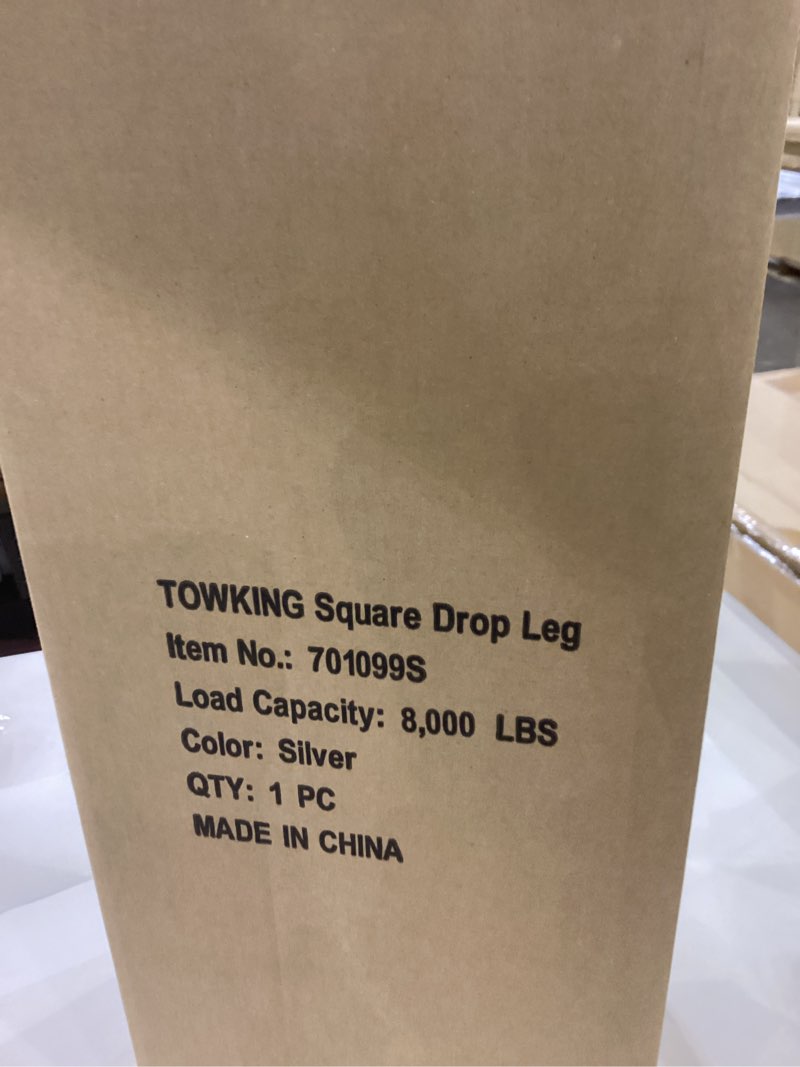 TOWKING Square Drop Leg
Item No.: 701099S
Load Capacity: 8,000 LBS
Color: Silver
QTY: 1 PC
MADE IN CHINA